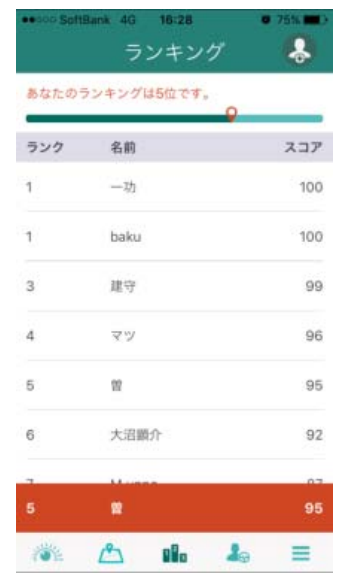 SoftBank 4G 16:28 75%
ランキング
あなたのランキングは5位です。
ランク 名前 スコア
1 一功 100
1 baku 100
3 建守 99
4 マツ 96
5 曽 95
6 大沼顕介 92
5 曽 95